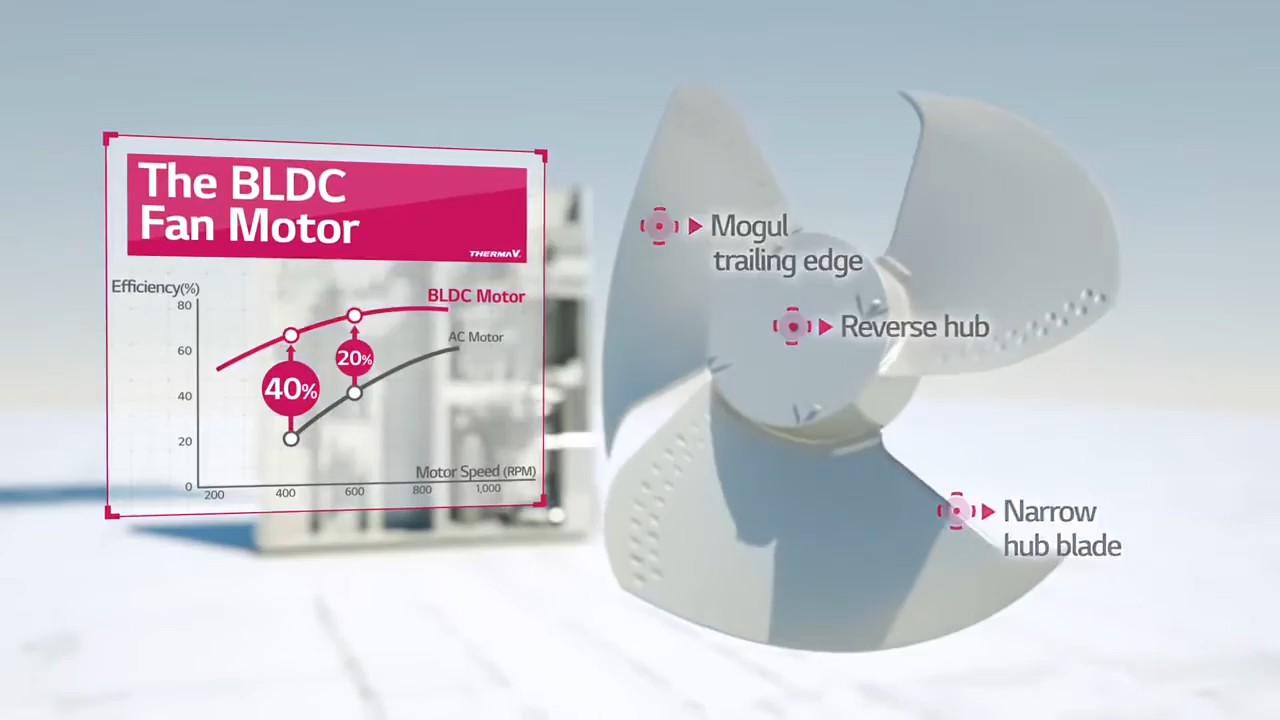 The BLDC
Fan Motor
THERMAV.
Efficiency(%)
80
60
40
20
0
BLDC Motor
AC Motor
40%
20%
Motor Speed (RPM)
200 400 600 800 1,000
Mogul
trailing edge
Reverse hub
Narrow
hub blade